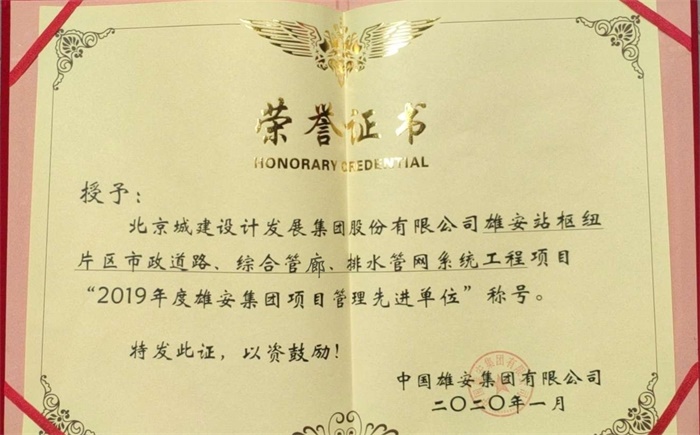 荣誉证书
HONORARY CREDENTIAL
授予：
北京城建设计发展集团股份有限公司雄安站枢纽
片区市政道路、综合管廊、排水管网系统工程项目
“2019年度雄安集团项目管理先进单位”称号。
特发此证，以资鼓励！
中国雄安集团有限公司
二〇二〇年一月